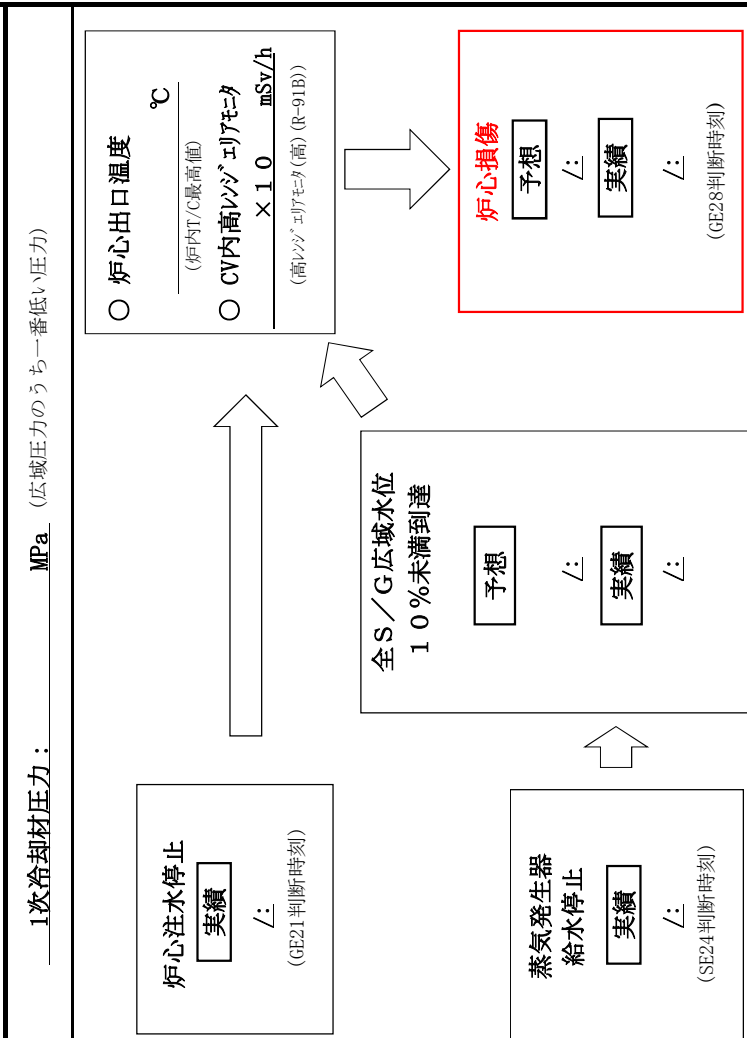 1次冷却材圧力： MPa (広域圧力のうち一番低い圧力)
炉心注水停止
実績
/:
(GE21判断時刻)
蒸気発生器
給水停止
実績
/:
(SE24判断時刻)
全Ｓ／Ｇ広域水位
１０％未満到達
予想
/:
実績
/:
○ 炉心出口温度
℃
(炉内T/C最高値)
○ CV内高ﾚﾝｼﾞｴﾘｱﾓﾆﾀ
×１０ mSv/h
(高ﾚﾝｼﾞｴﾘｱﾓﾆﾀ(高)(R-91B))
炉心損傷
予想
/:
実績
/:
(GE28判断時刻)